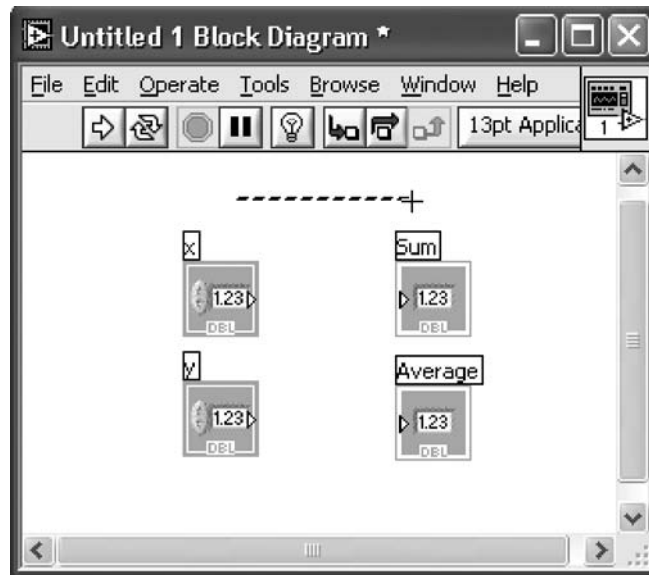 Untitled 1 Block Diagram *
File Edit Operate Tools Browse Window Help
13pt Applica
1
x
Sum
1.23
DBL
1.23
DBL
y
Average
1.23
DBL
1.23
DBL